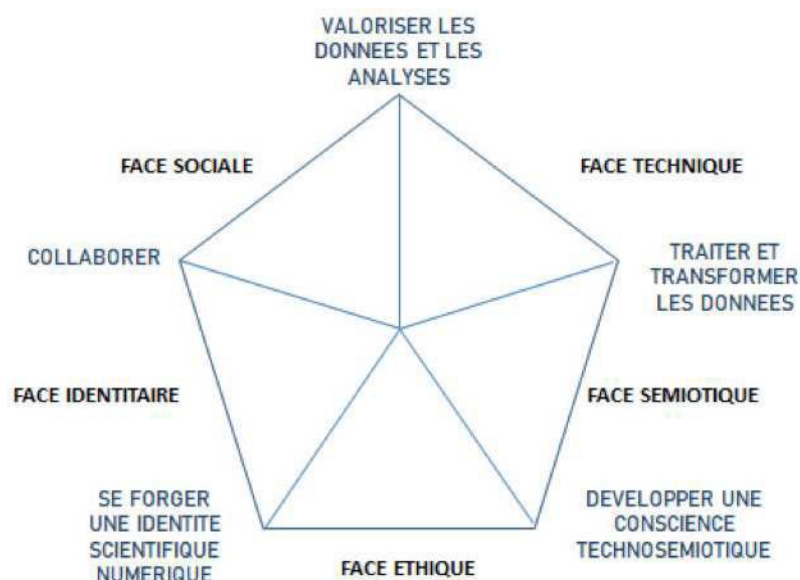 VALORISER LES
DONNEES ET LES
ANALYSES
FACE SOCIALE
FACE TECHNIQUE
COLLABORER
TRAITER ET
TRANSFORMER
LES DONNEES
FACE IDENTITAIRE
FACE SEMIOTIQUE
SE FORGER
UNE IDENTITE
SCIENTIFIQUE
NUMERIQUE
DEVELOPPER UNE
CONSCIENCE
TECHNOSEMIOTIQUE
FACE ETHIQUE